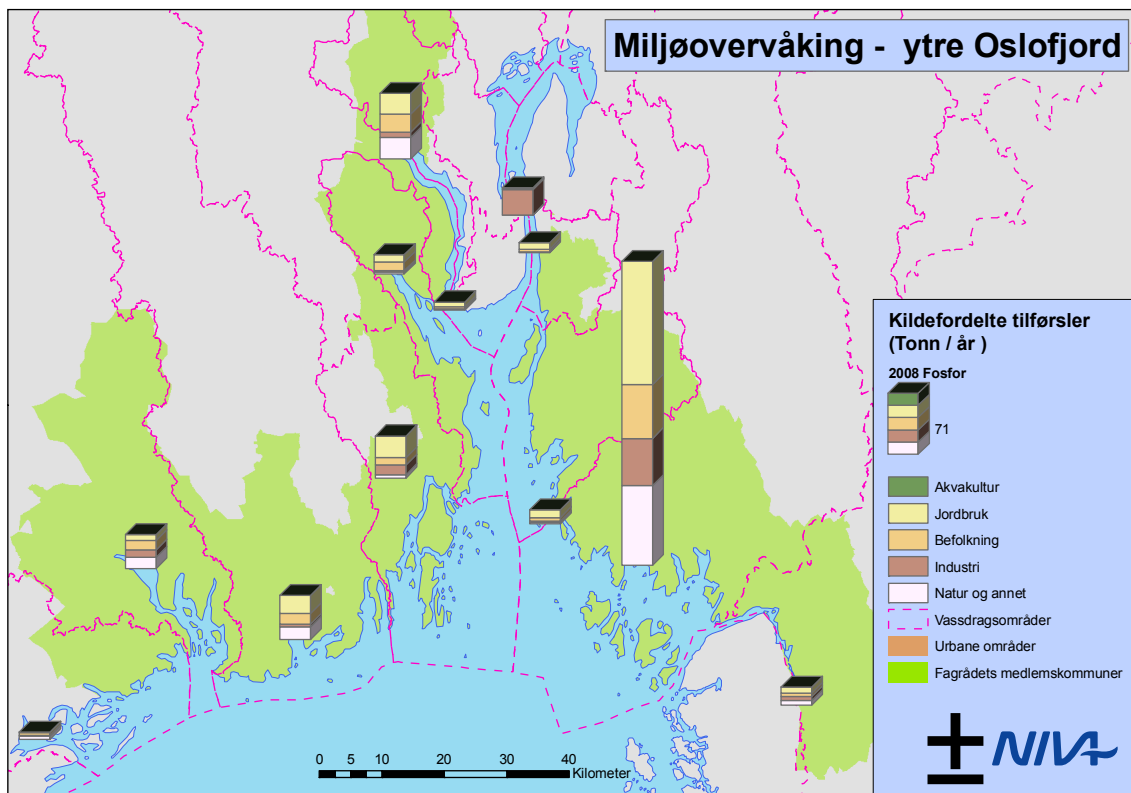 Miljøovervåking -  ytre Oslofjord
Kildefordelte tilførsler
(Tonn / år )
2008 Fosfor
71
Akvakultur
Jordbruk
Befolkning
Industri
Natur og annet
Vassdragsområder
Urbane områder
Fagrådets medlemskommuner
0 5 10 20 30 40
Kilometer
NIVA